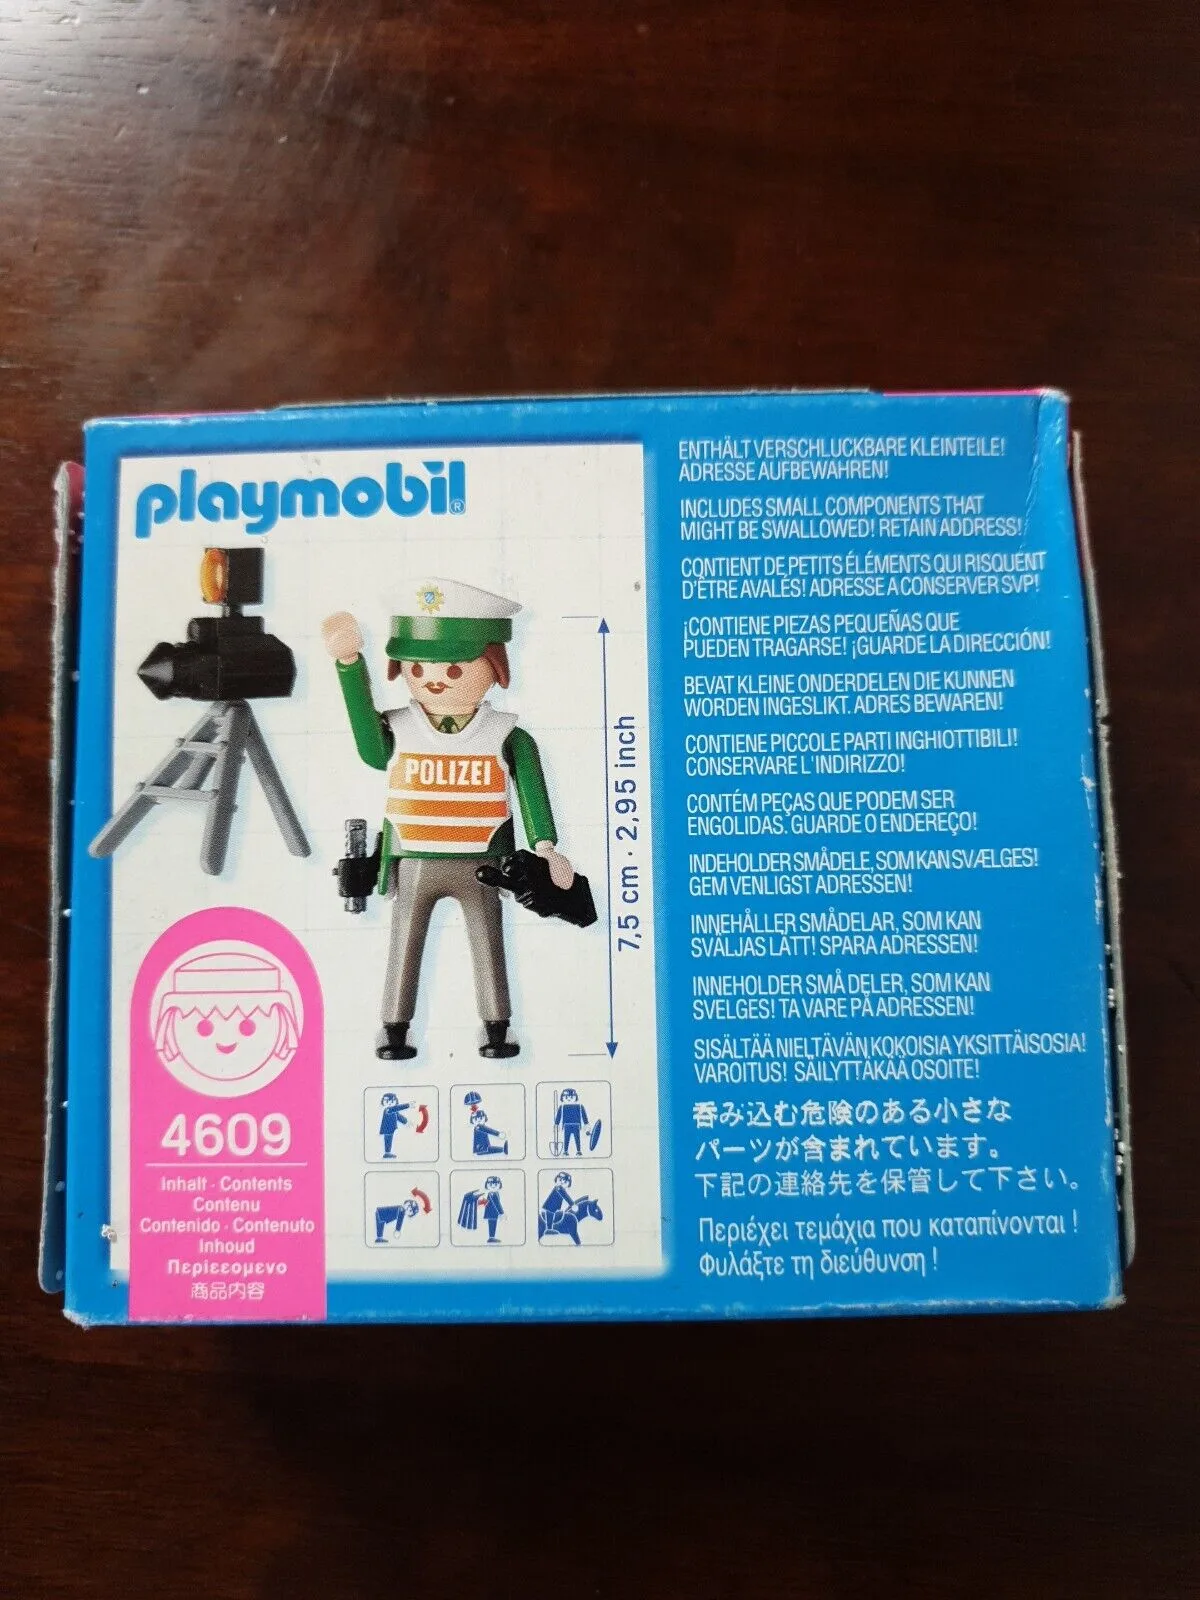 playmobil®
POLIZEI
7,5 cm · 2,95 inch
4609
Inhalt · Contents
Contenu
Contenido · Contenuto
Inhoud
Περιεεομενο
商品内容
ENTHÄLT VERSCHLUCKBARE KLEINTEILE!
ADRESSE AUFBEWAHREN!
INCLUDES SMALL COMPONENTS THAT
MIGHT BE SWALLOWED! RETAIN ADDRESS!
CONTIENT DE PETITS ÉLÉMENTS QUI RISQUENT
D'ÊTRE AVALÉS! ADRESSE A CONSERVER SVP!
¡CONTIENE PIEZAS PEQUEÑAS QUE
PUEDEN TRAGARSE! ¡GUARDE LA DIRECCIÓN!
BEVAT KLEINE ONDERDELEN DIE KUNNEN
WORDEN INGESLIKT. ADRES BEWAREN!
CONTIENE PICCOLE PARTI INGHIOTTIBILI!
CONSERVARE L'INDIRIZZO!
CONTÉM PEÇAS QUE PODEM SER
ENGOLIDAS. GUARDE O ENDEREÇO!
INDEHOLDER SMÅDELE, SOM KAN SVÆLGES!
GEM VENLIGST ADRESSEN!
INNEHÅLLER SMÅDELAR, SOM KAN
SVÄLJAS LÄTT! SPARA ADRESSEN!
INNEHOLDER SMÅ DELER, SOM KAN
SVELGES! TA VARE PÅ ADRESSEN!
SISÄLTÄÄ NIELTÄVÄN KOKOISIA YKSITTÄISOSIA!
VAROITUS! SÄILYTTÄKÄÄ OSOITE!
呑み込む危険のある小さな
パーツが含まれています。
下記の連絡先を保管して下さい。
Περιέχει τεμάχια που καταπίνονται !
Φυλάξτε τη διεύθυνση !